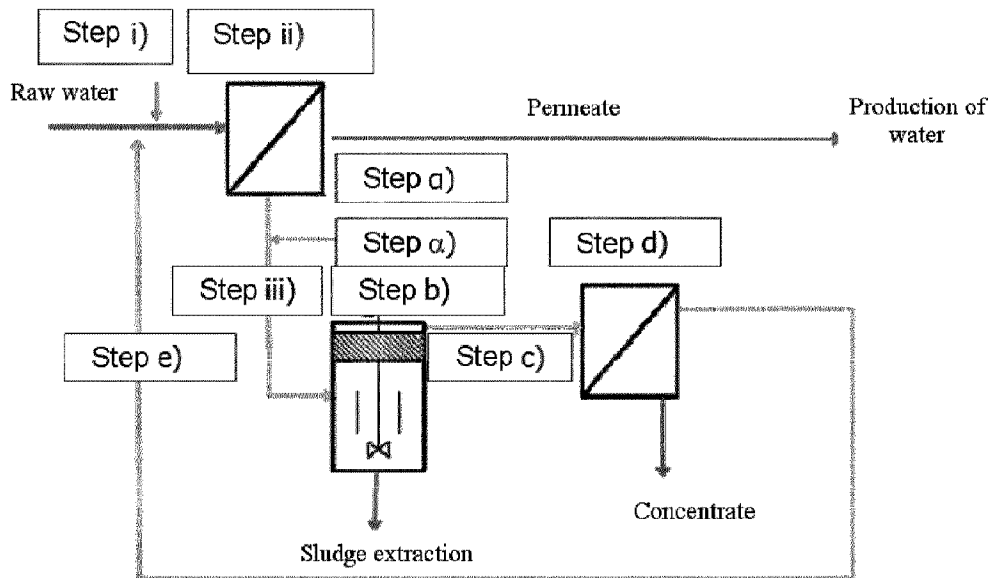 Step i)
Step ii)
Raw water
Permeate
Production of
water
Step a)
Step α)
Step d)
Step iii)
Step b)
Step e)
Step c)
Concentrate
Sludge extraction